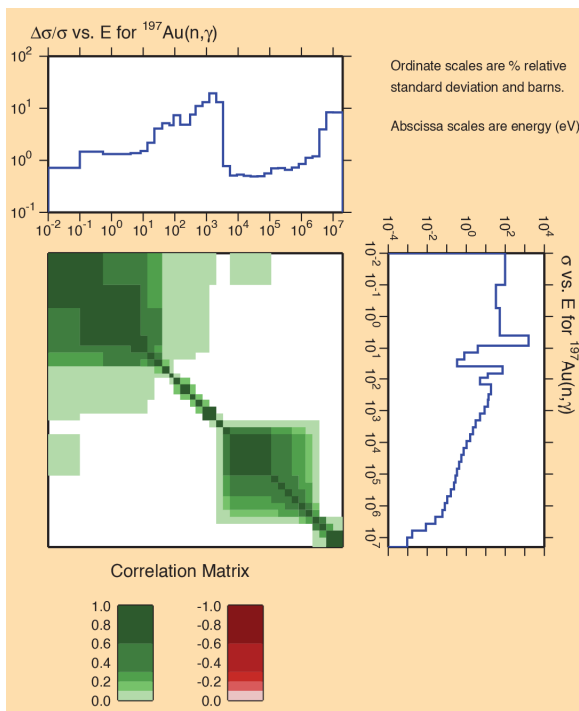 Δσ/σ vs. E for ¹⁹⁷Au(n,γ)
Ordinate scales are % relative
standard deviation and barns.
Abscissa scales are energy (eV).
10²
10¹
10⁰
10⁻¹
10⁻² 10⁻¹ 10⁰ 10¹ 10² 10³ 10⁴ 10⁵ 10⁶ 10⁷
10⁻⁴ 10⁻² 10⁰ 10² 10⁴
σ vs. E for ¹⁹⁷Au(n,γ)
10⁻²
10⁻¹
10⁰
10¹
10²
10³
10⁴
10⁵
10⁶
10⁷
Correlation Matrix
1.0 -1.0
0.8 -0.8
0.6 -0.6
0.4 -0.4
0.2 -0.2
0.0 0.0